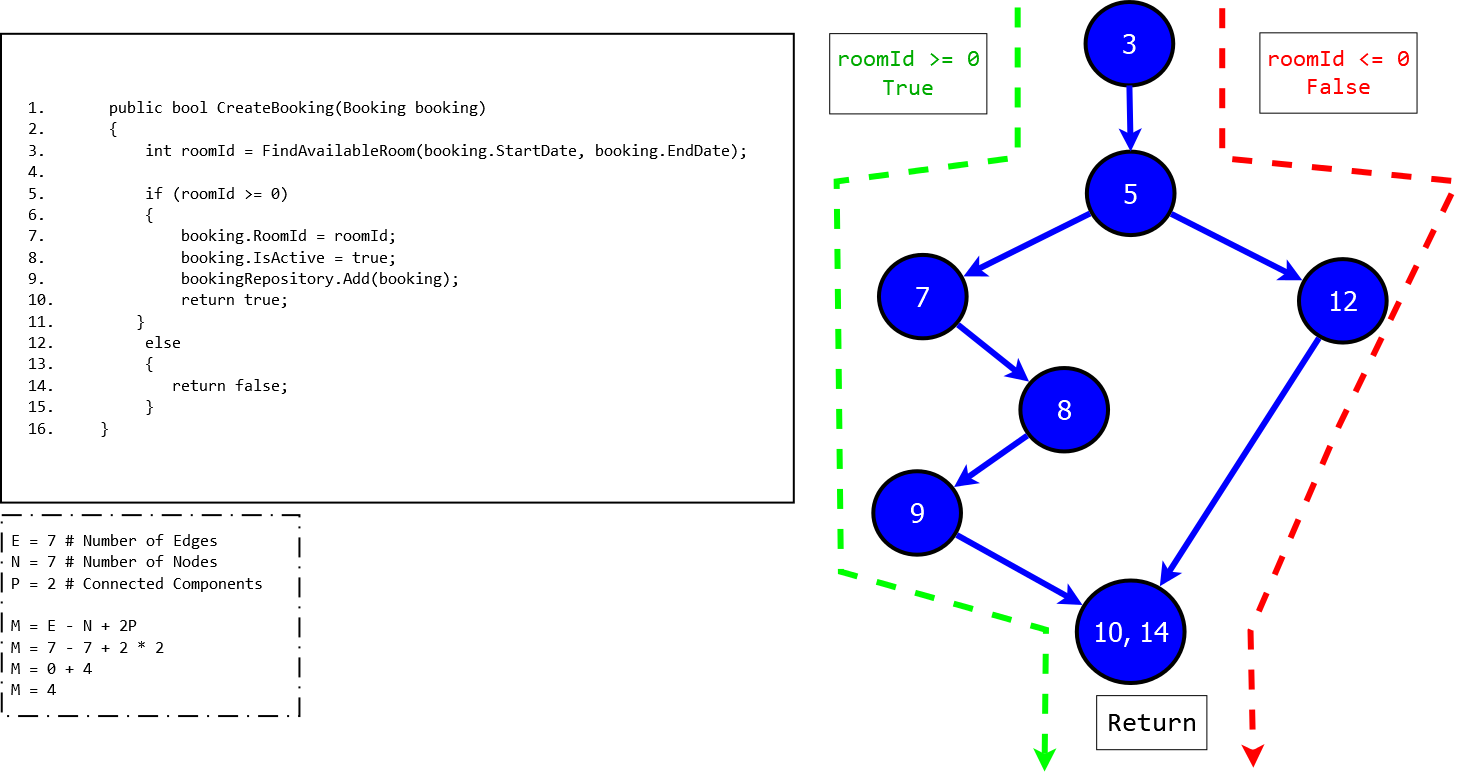 1. public bool CreateBooking(Booking booking)
2. {
3. int roomId = FindAvailableRoom(booking.StartDate, booking.EndDate);
4.
5. if (roomId >= 0)
6. {
7. booking.RoomId = roomId;
8. booking.IsActive = true;
9. bookingRepository.Add(booking);
10. return true;
11. }
12. else
13. {
14. return false;
15. }
16. }
E = 7 # Number of Edges
N = 7 # Number of Nodes
P = 2 # Connected Components
M = E - N + 2P
M = 7 - 7 + 2 * 2
M = 0 + 4
M = 4
roomId >= 0
True
3
roomId <= 0
False
5
7
12
8
9
10, 14
Return